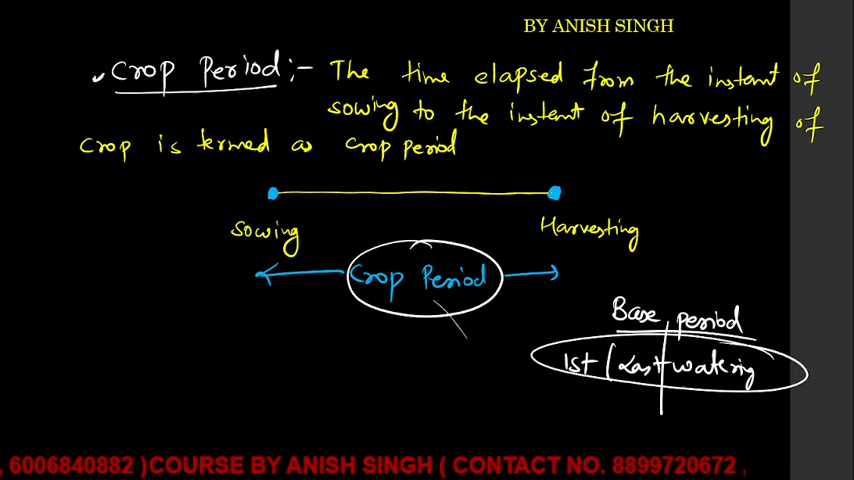 BY ANISH SINGH
Crop Period :- The time elapsed from the instant of
sowing to the instant of harvesting of
Crop is termed as crop period
Sowing Harvesting
Crop Period
Base period
1st / Last watering
, 6006840882 )COURSE BY ANISH SINGH ( CONTACT NO. 8899720672 ,